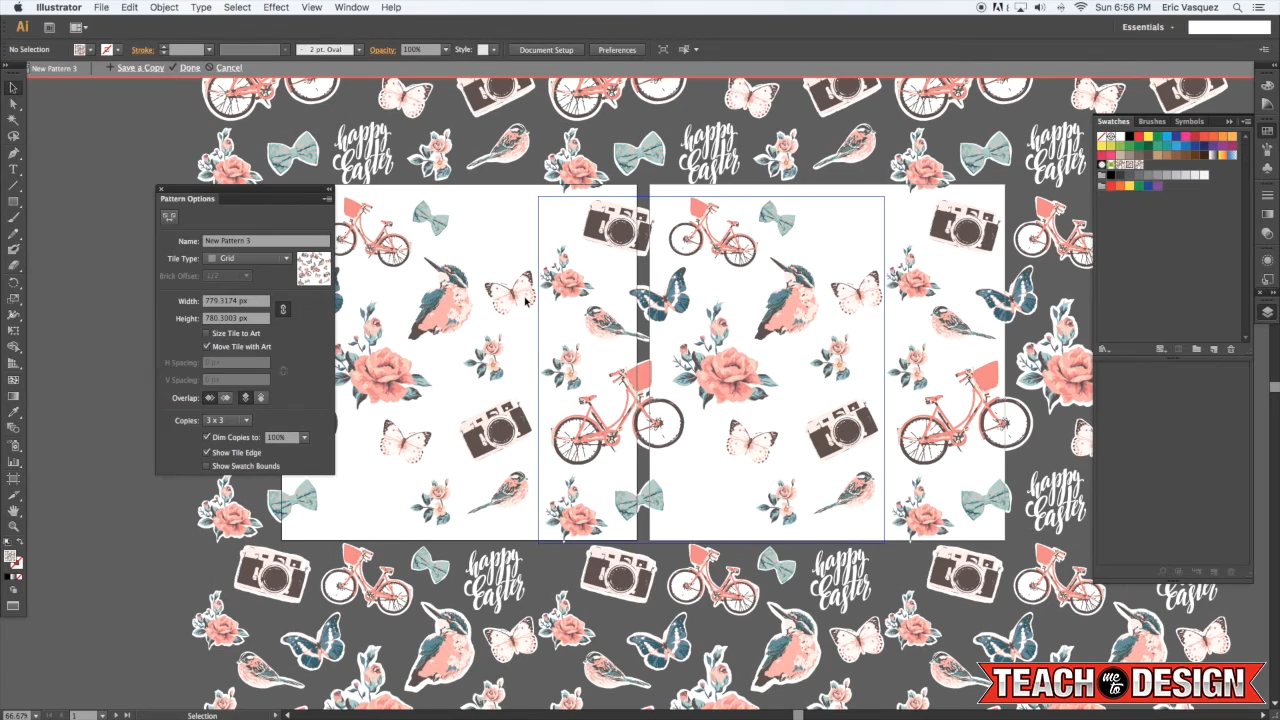 Illustrator File Edit Object Type Select Effect View Window Help Sun 6:56 PM Eric Vasquez
Ai Essentials
No Selection Stroke: 2 pt. Oval Opacity: 100% Style: Document Setup Preferences
New Pattern 3 + Save a Copy Done Cancel
happy Easter
happy Easter
happy Easter
Swatches Brushes Symbols
Pattern Options
Name: New Pattern 3
Tile Type: Grid
Brick Offset: 1/2
Width: 779.3174 px
Height: 780.3003 px
Size Tile to Art
Move Tile with Art
H Spacing: 0 px
V Spacing: 0 px
Overlap:
Copies: 3 x 3
Dim Copies to: 100%
Show Tile Edge
Show Swatch Bounds
happy Easter
happy Easter
happy Easter
TEACH me to DESIGN
66.67% 1 Selection